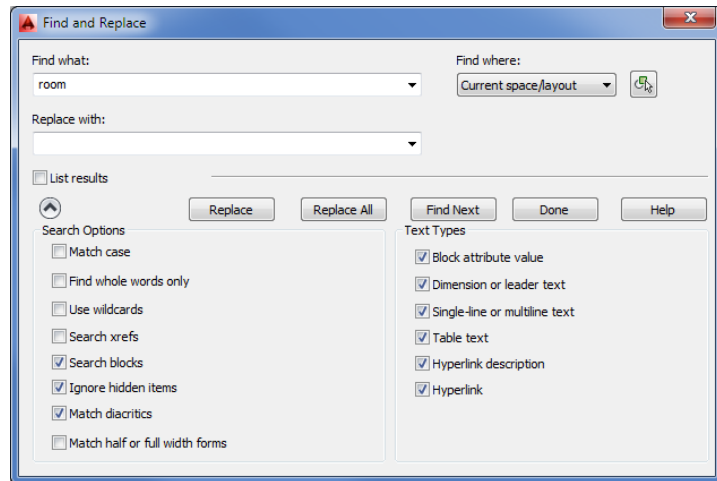 Find and Replace
Find what:
Find where:
room
Current space/layout
Replace with:
List results
Replace
Replace All
Find Next
Done
Help
Search Options
Match case
Find whole words only
Use wildcards
Search xrefs
Search blocks
Ignore hidden items
Match diacritics
Match half or full width forms
Text Types
Block attribute value
Dimension or leader text
Single-line or multiline text
Table text
Hyperlink description
Hyperlink